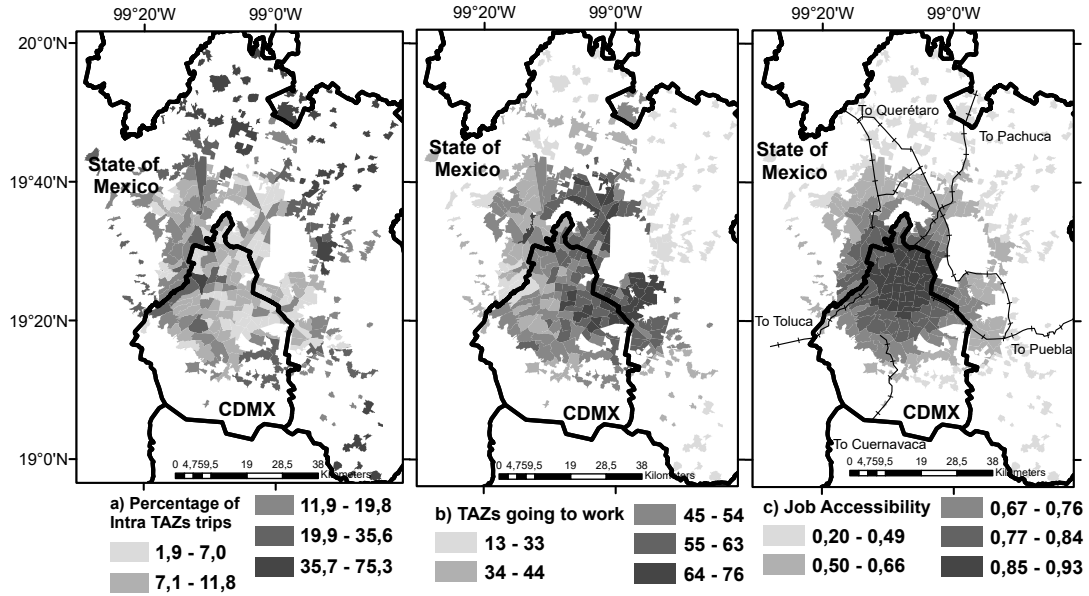 99°20'W 99°0'W 99°20'W 99°0'W 99°20'W 99°0'W
20°0'N
19°40'N
19°20'N
19°0'N
State of
Mexico
CDMX
0 4,759,5 19 28,5 38
Kilometers
State of
Mexico
CDMX
0 4,759,5 19 28,5 38
Kilometers
To Querétaro
To Pachuca
State of
Mexico
To Toluca
To Puebla
CDMX
To Cuernavaca
0 4,759,5 19 28,5 38
Kilometers
a) Percentage of
Intra TAZs trips
1,9 - 7,0
7,1 - 11,8
11,9 - 19,8
19,9 - 35,6
35,7 - 75,3
b) TAZs going to work
13 - 33
34 - 44
45 - 54
55 - 63
64 - 76
c) Job Accessibility
0,20 - 0,49
0,50 - 0,66
0,67 - 0,76
0,77 - 0,84
0,85 - 0,93